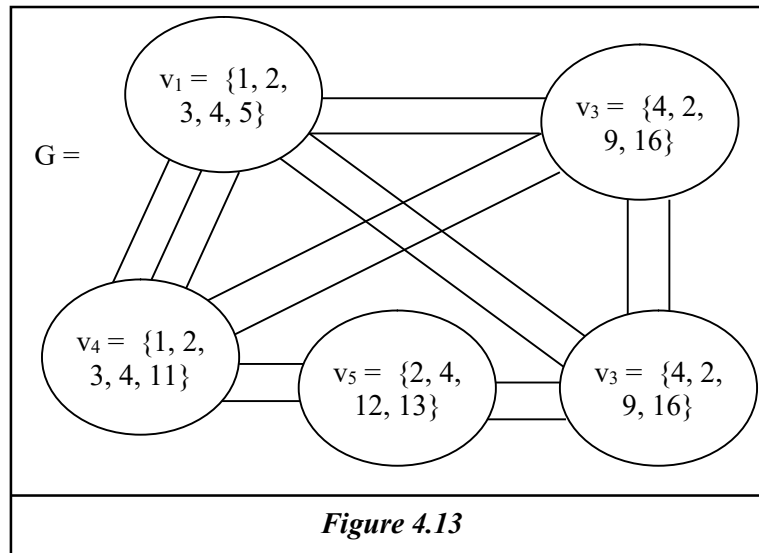 v₁ = {1, 2,
3, 4, 5}
v₃ = {4, 2,
9, 16}
G =
v₄ = {1, 2,
3, 4, 11}
v₅ = {2, 4,
12, 13}
v₃ = {4, 2,
9, 16}
Figure 4.13